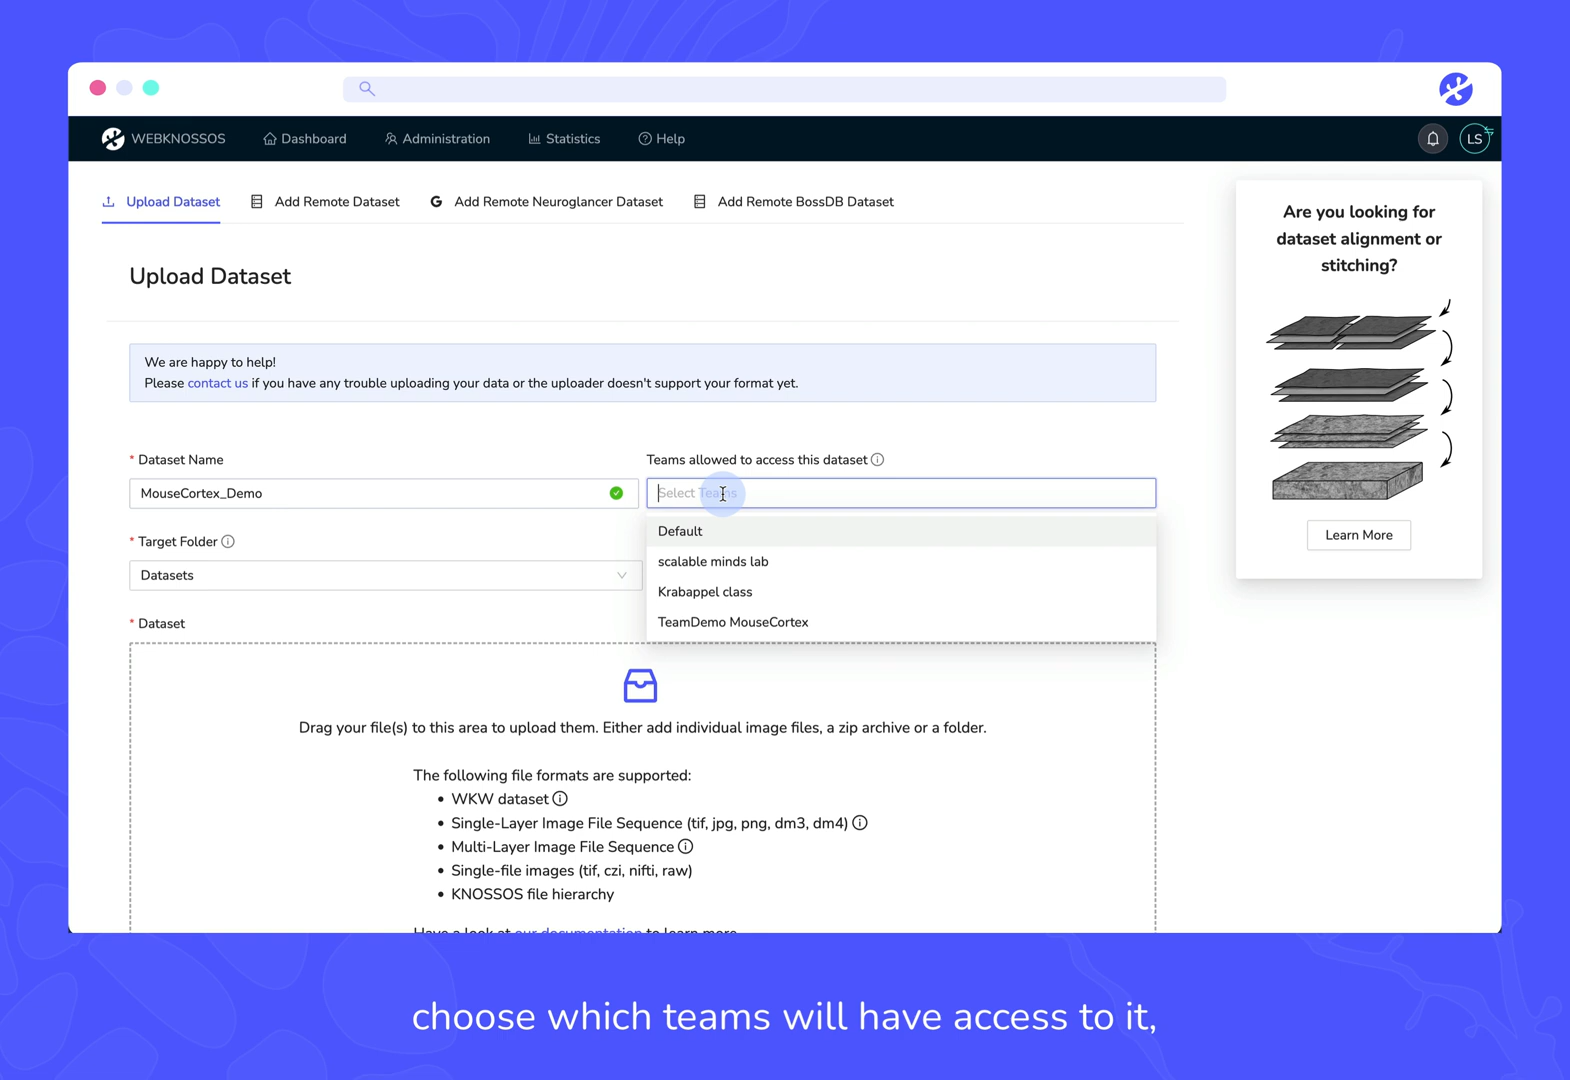 WEBKNOSSOS Dashboard Administration Statistics Help LS
Upload Dataset Add Remote Dataset Add Remote Neuroglancer Dataset Add Remote BossDB Dataset
Are you looking for
dataset alignment or
stitching?
Learn More
Upload Dataset
We are happy to help!
Please contact us if you have any trouble uploading your data or the uploader doesn't support your format yet.
* Dataset Name
MouseCortex_Demo
Teams allowed to access this dataset
Select Teams
Default
scalable minds lab
Krabappel class
TeamDemo MouseCortex
* Target Folder
Datasets
* Dataset
Drag your file(s) to this area to upload them. Either add individual image files, a zip archive or a folder.
The following file formats are supported:
• WKW dataset
• Single-Layer Image File Sequence (tif, jpg, png, dm3, dm4)
• Multi-Layer Image File Sequence
• Single-file images (tif, czi, nifti, raw)
• KNOSSOS file hierarchy
Have a look at our documentation to learn more
choose which teams will have access to it,